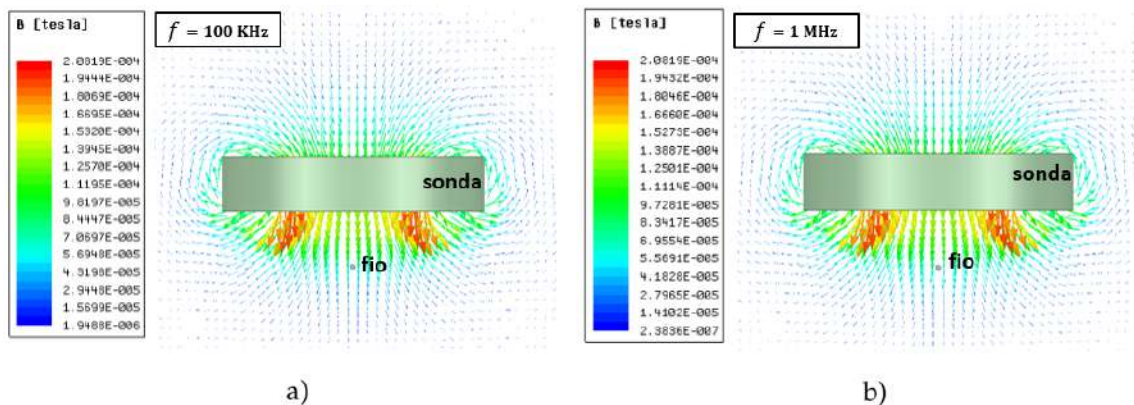 B [tesla]
f = 100 KHz
2.0819E-004
1.9444E-004
1.8069E-004
1.6695E-004
1.5320E-004
1.3945E-004
1.2570E-004
1.1195E-004
9.8197E-005
8.4447E-005
7.0697E-005
5.6948E-005
4.3198E-005
2.9448E-005
1.5699E-005
1.9488E-006
sonda
fio
a)
B [tesla]
f = 1 MHz
2.0819E-004
1.9432E-004
1.8046E-004
1.6660E-004
1.5273E-004
1.3887E-004
1.2501E-004
1.1114E-004
9.7281E-005
8.3417E-005
6.9554E-005
5.5691E-005
4.1828E-005
2.7965E-005
1.4102E-005
2.3836E-007
sonda
fio
b)